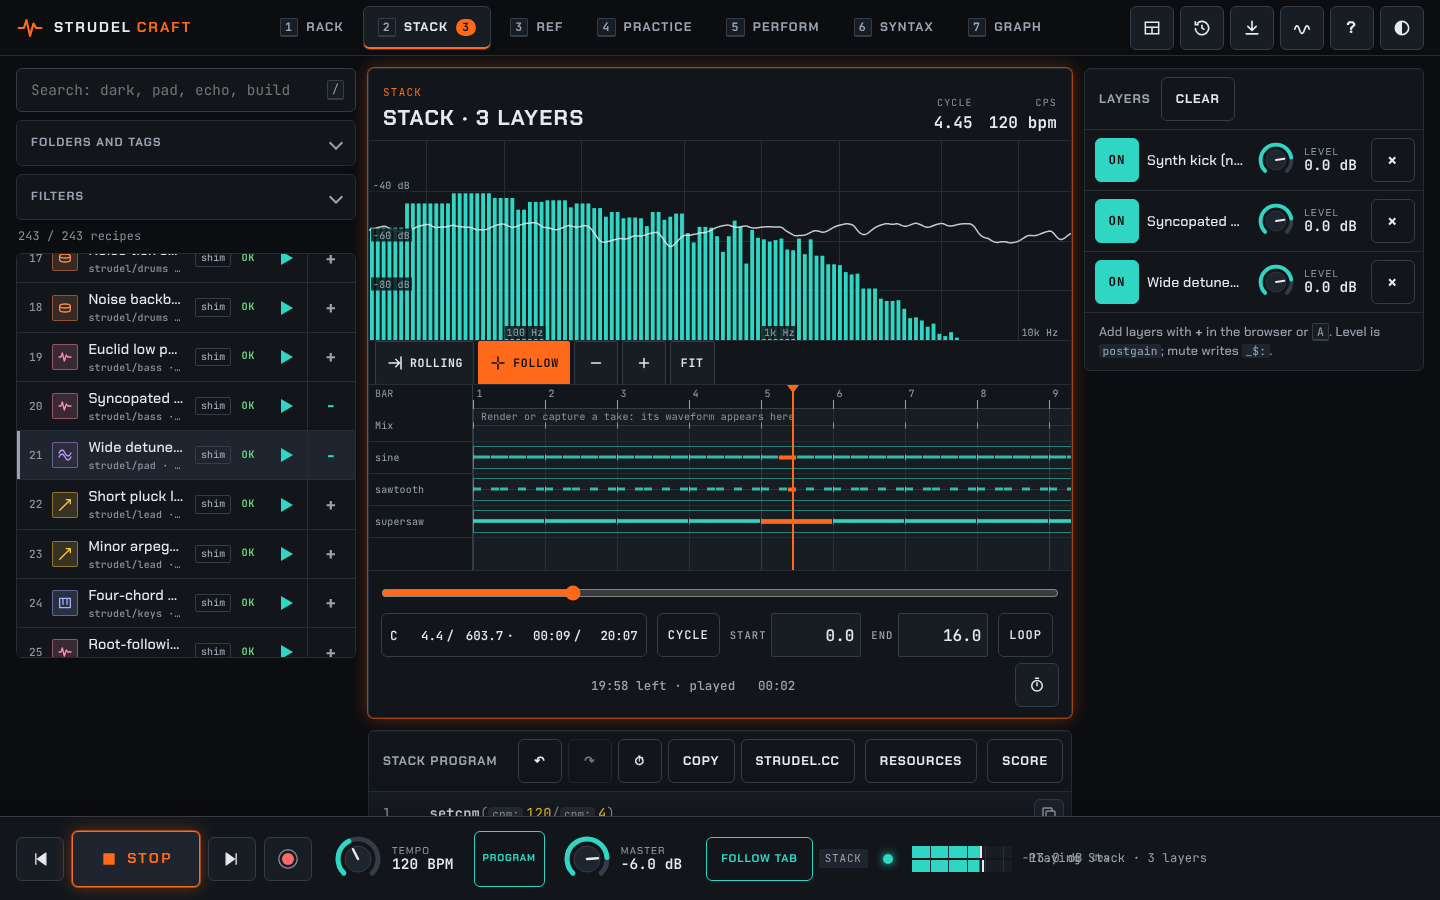 STRUDEL CRAFT
1 RACK
2 STACK 3
3 REF
4 PRACTICE
5 PERFORM
6 SYNTAX
7 GRAPH
?
Search: dark, pad, echo, build /
FOLDERS AND TAGS
FILTERS
243 / 243 recipes
17 shim OK +
strudel/drums …
18 Noise backb… shim OK +
strudel/drums …
19 Euclid low p… shim OK +
strudel/bass ·…
20 Syncopated … shim OK -
strudel/bass ·…
21 Wide detune… shim OK -
strudel/pad · …
22 Short pluck l… shim OK +
strudel/lead ·…
23 Minor arpeg… shim OK +
strudel/lead ·…
24 Four-chord … shim OK +
strudel/keys ·…
25 Root-followi… shim OK +
STACK
STACK · 3 LAYERS
CYCLE
4.45
CPS
120 bpm
-40 dB
-60 dB
-80 dB
100 Hz
1k Hz
10k Hz
ROLLING
FOLLOW
−
+
FIT
BAR 1 2 3 4 5 6 7 8 9
Render or capture a take: its waveform appears here
Mix
sine
sawtooth
supersaw
C 4.4 / 603.7 · 00:09 / 20:07
CYCLE
START 0.0
END 16.0
LOOP
19:58 left · played 00:02
STACK PROGRAM
COPY
STRUDEL.CC
RESOURCES
SCORE
1 setcpm(cpm: 120/cpm: 4)
LAYERS
CLEAR
ON Synth kick (n… LEVEL 0.0 dB ×
ON Syncopated … LEVEL 0.0 dB ×
ON Wide detune… LEVEL 0.0 dB ×
Add layers with + in the browser or A. Level is
postgain; mute writes _$:.
STOP
TEMPO
120 BPM
PROGRAM
MASTER
-6.0 dB
FOLLOW TAB
STACK
Playing Stack · 3 layers